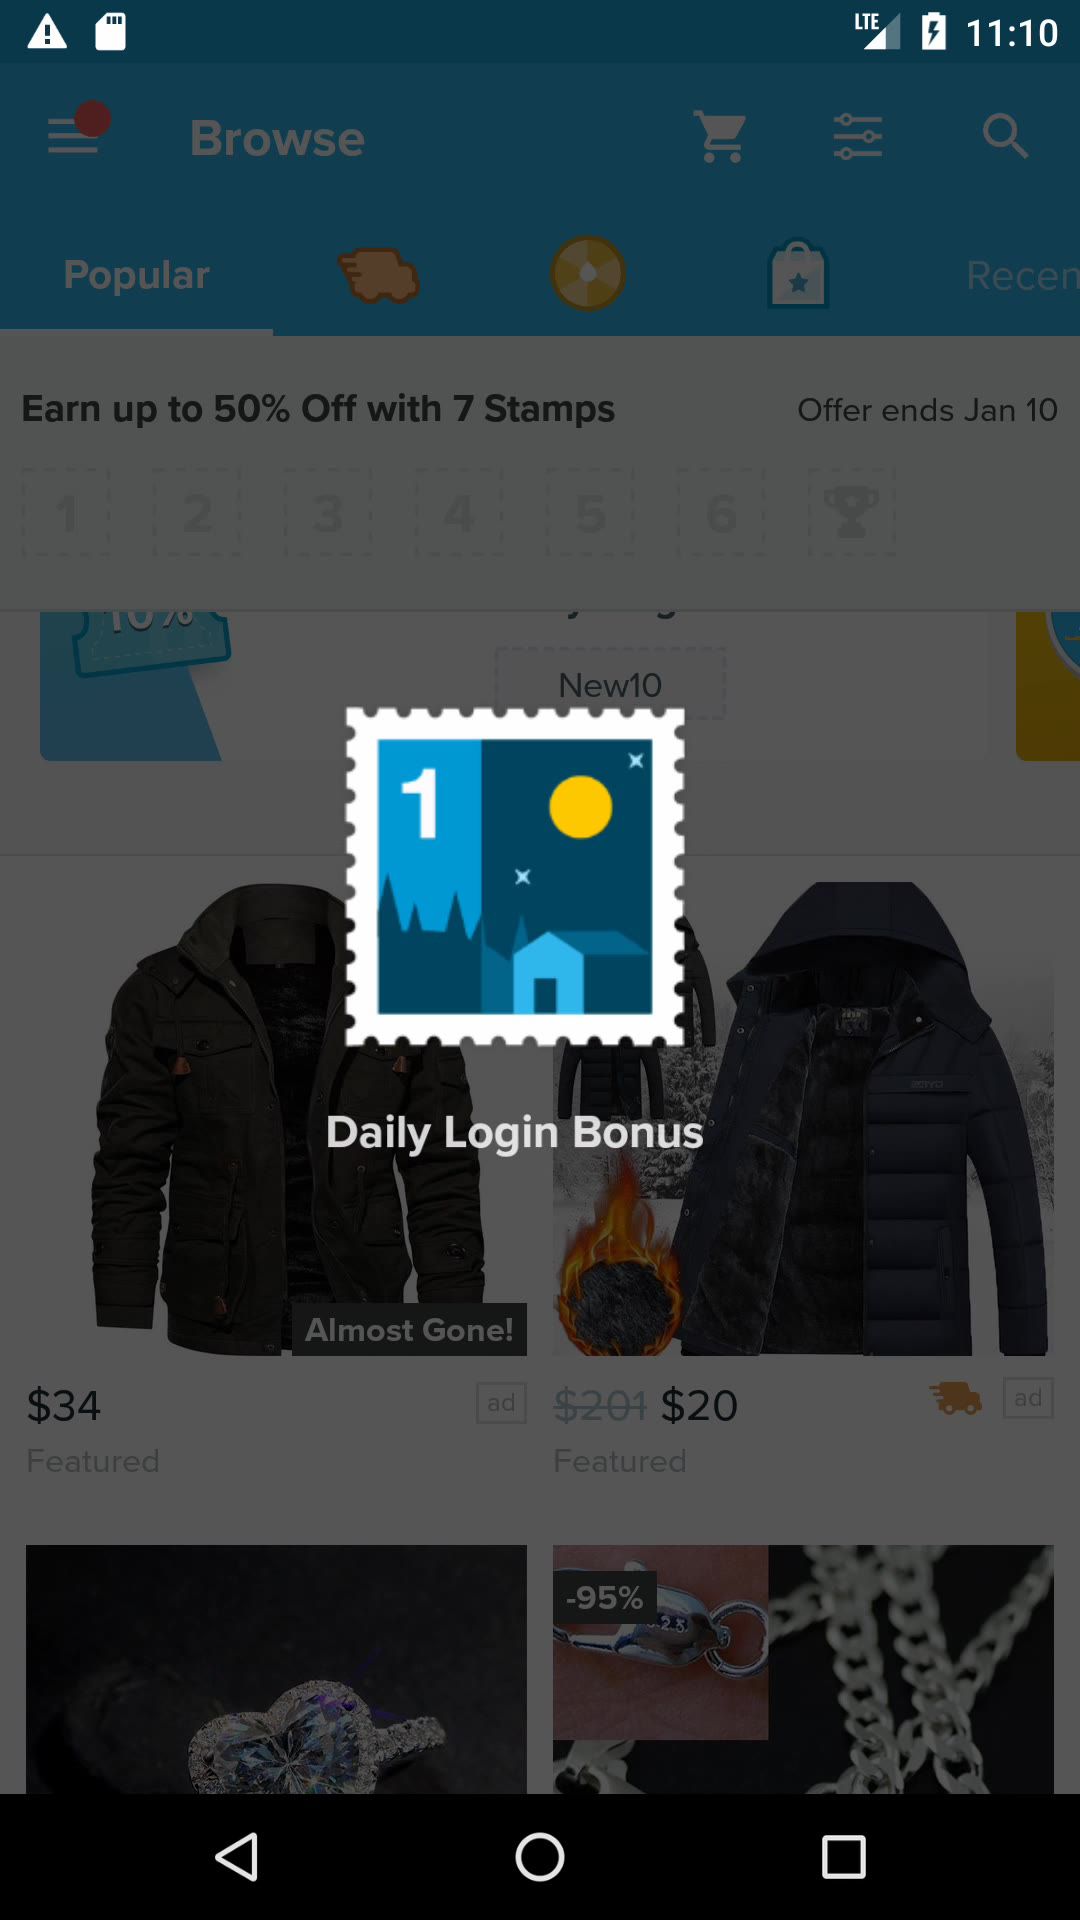 LTE
11:10
Browse
Popular
Recen
Earn up to 50% Off with 7 Stamps
Offer ends Jan 10
1 2 3 4 5 6
10%
New10
1
Daily Login Bonus
Almost Gone!
$34
ad
$201 $20
ad
Featured
Featured
-95%